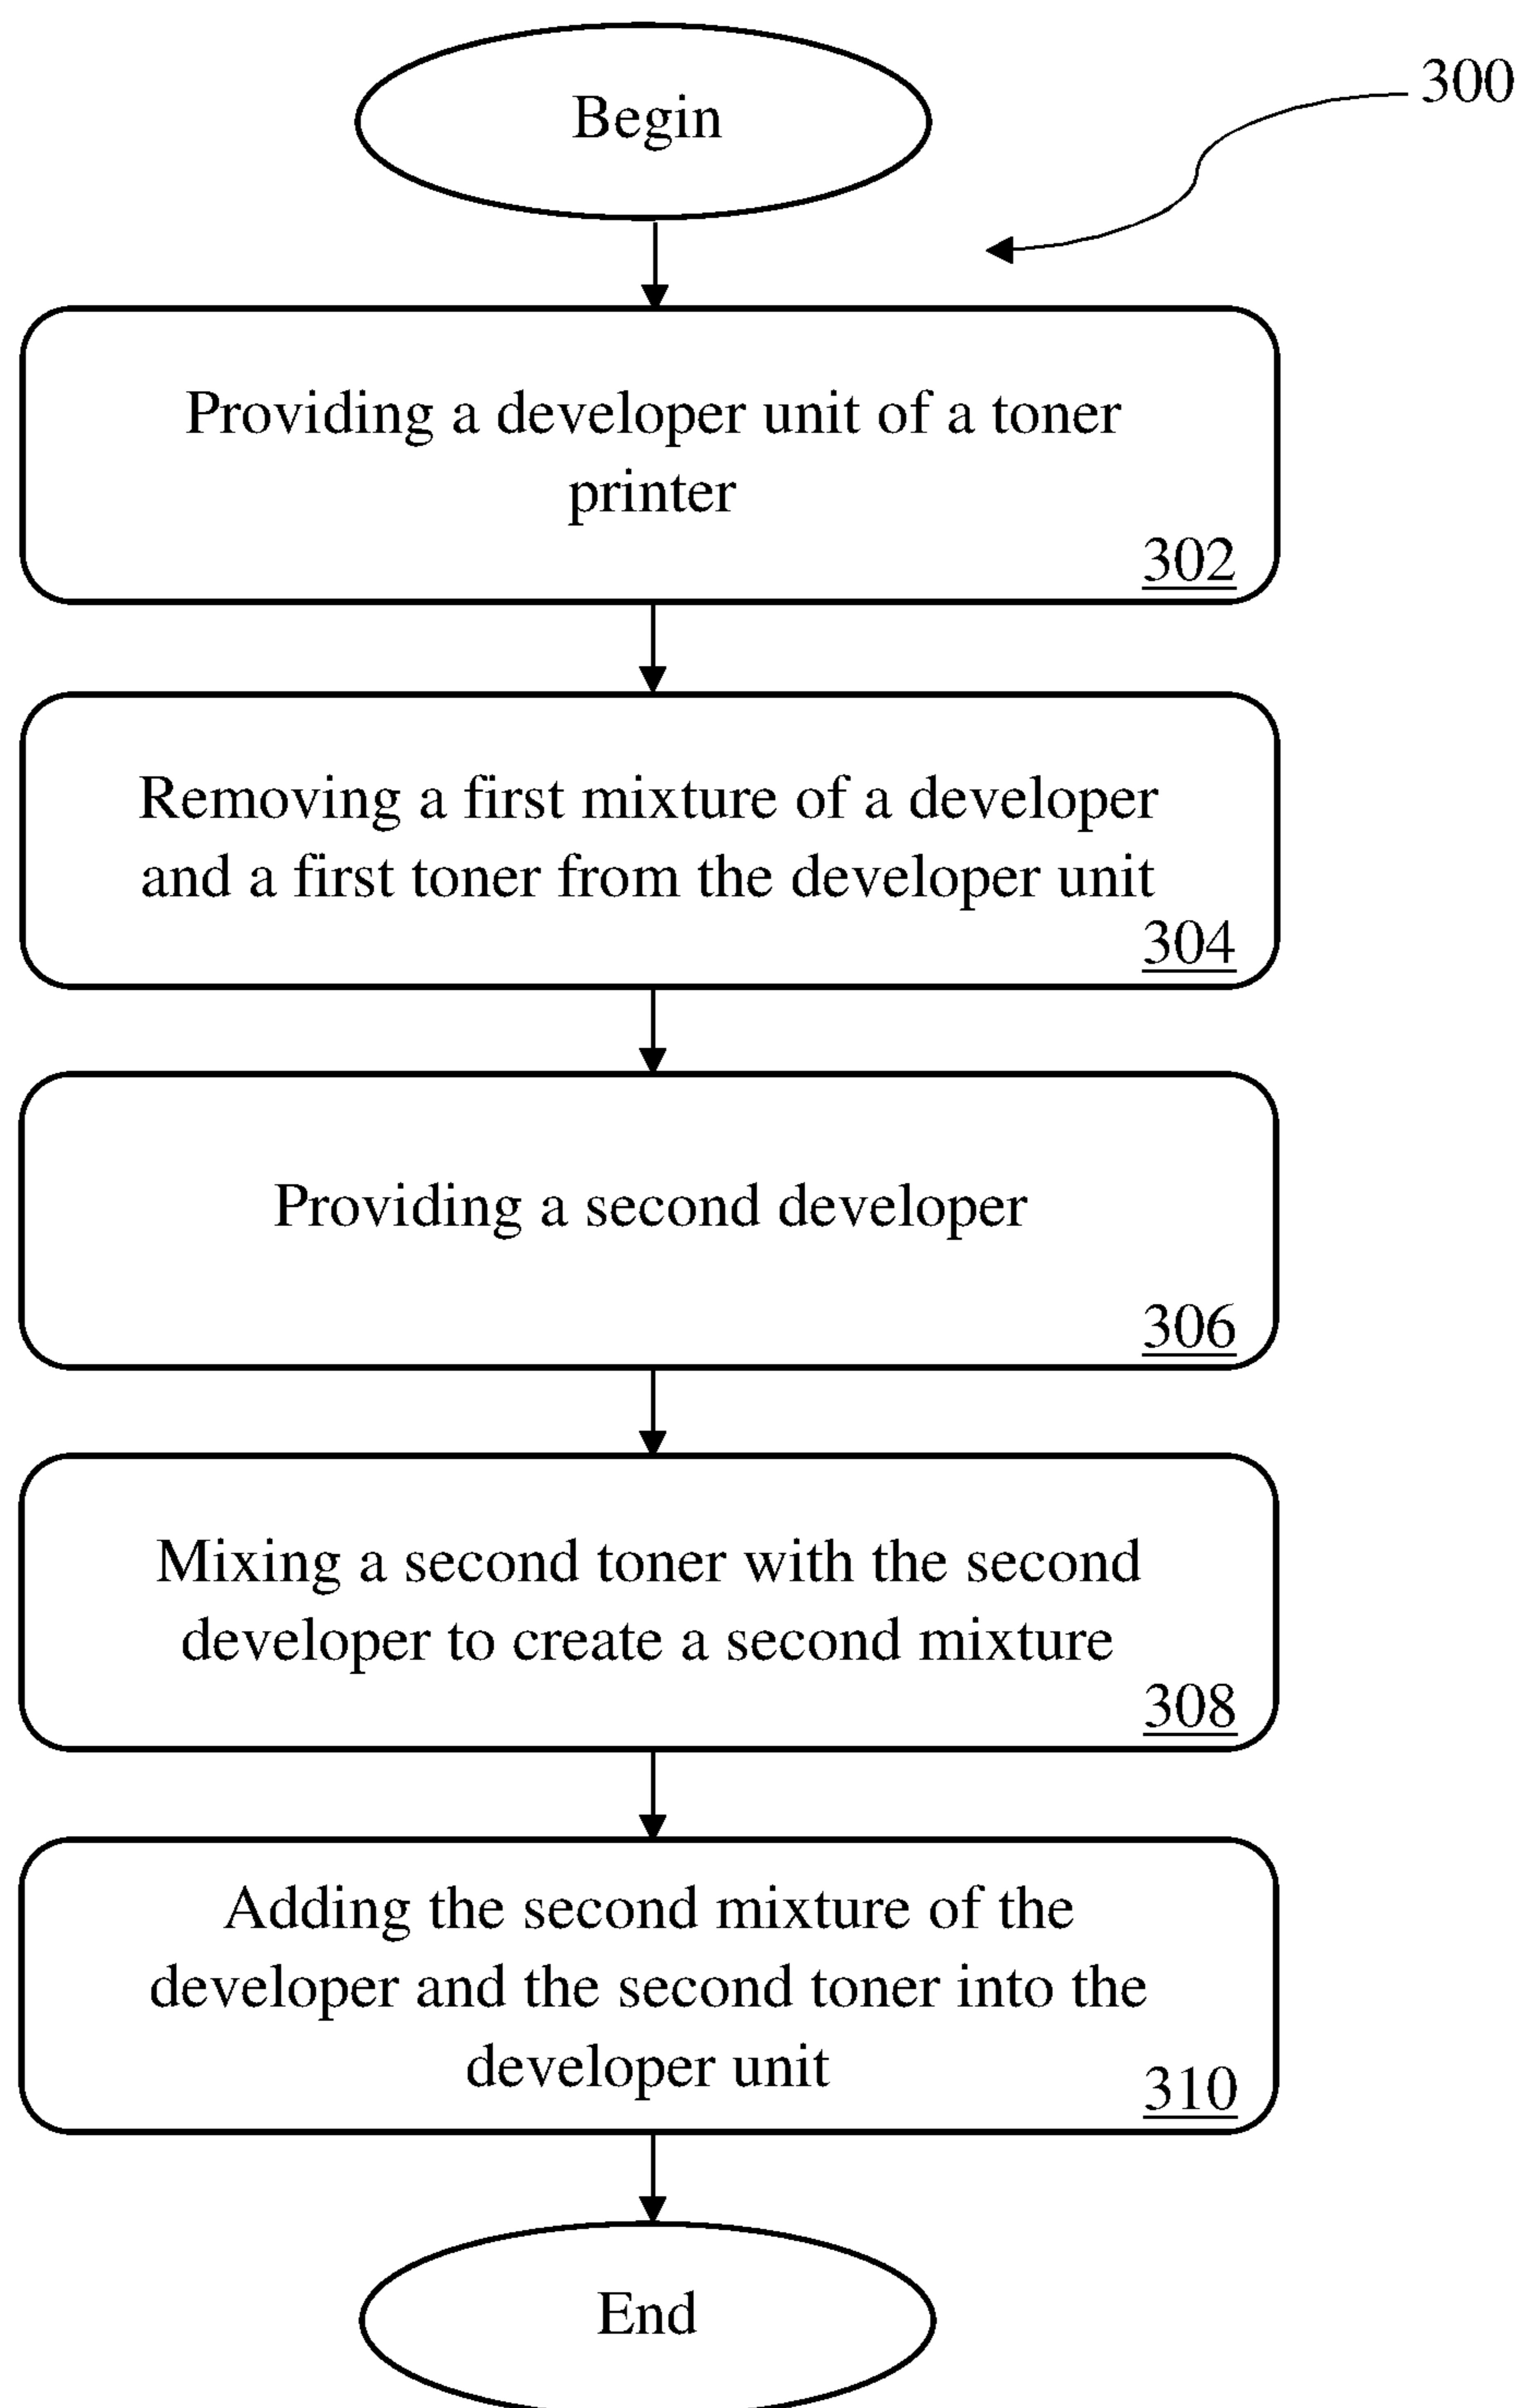 Begin
300
Providing a developer unit of a toner
printer
302
Removing a first mixture of a developer
and a first toner from the developer unit
304
Providing a second developer
306
Mixing a second toner with the second
developer to create a second mixture
308
Adding the second mixture of the
developer and the second toner into the
developer unit
310
End